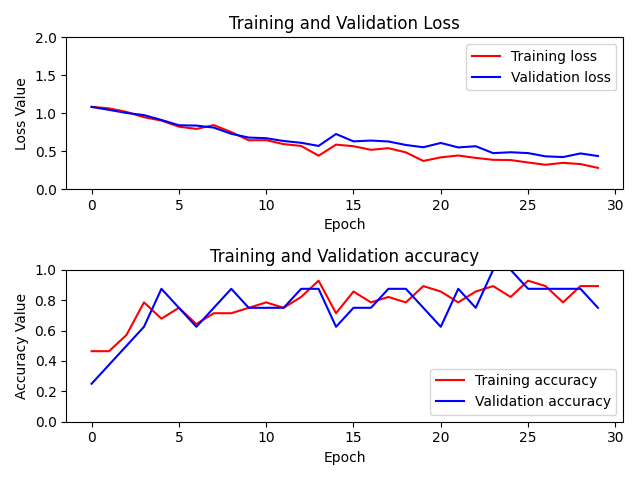 Training and Validation Loss
2.0
1.5
1.0
0.5
0.0
Loss Value
Training loss
Validation loss
0 5 10 15 20 25 30
Epoch
Training and Validation accuracy
1.0
0.8
0.6
0.4
0.2
0.0
Accuracy Value
Training accuracy
Validation accuracy
0 5 10 15 20 25 30
Epoch